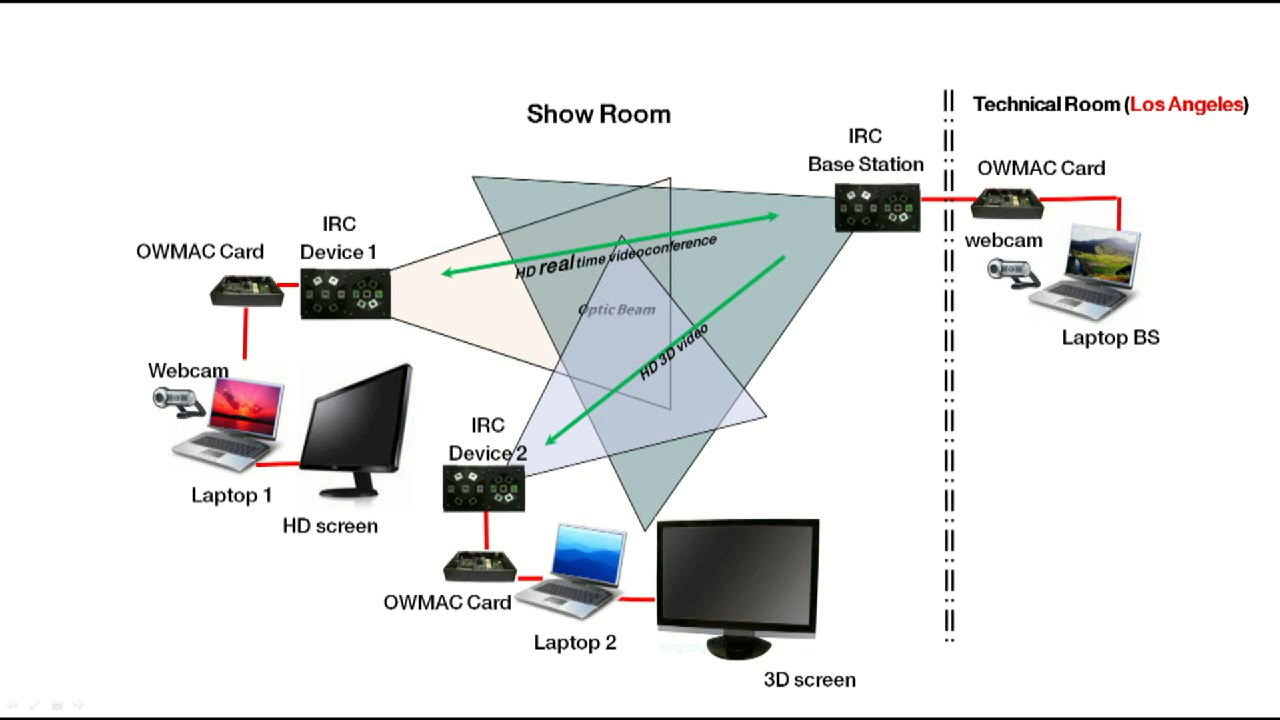 Show Room
Technical Room (Los Angeles)
IRC
Base Station
OWMAC Card
webcam
Laptop BS
IRC
Device 1
OWMAC Card
HD real time videoconference
Optic Beam
HD 3D video
Webcam
Laptop 1
HD screen
IRC
Device 2
OWMAC Card
Laptop 2
3D screen